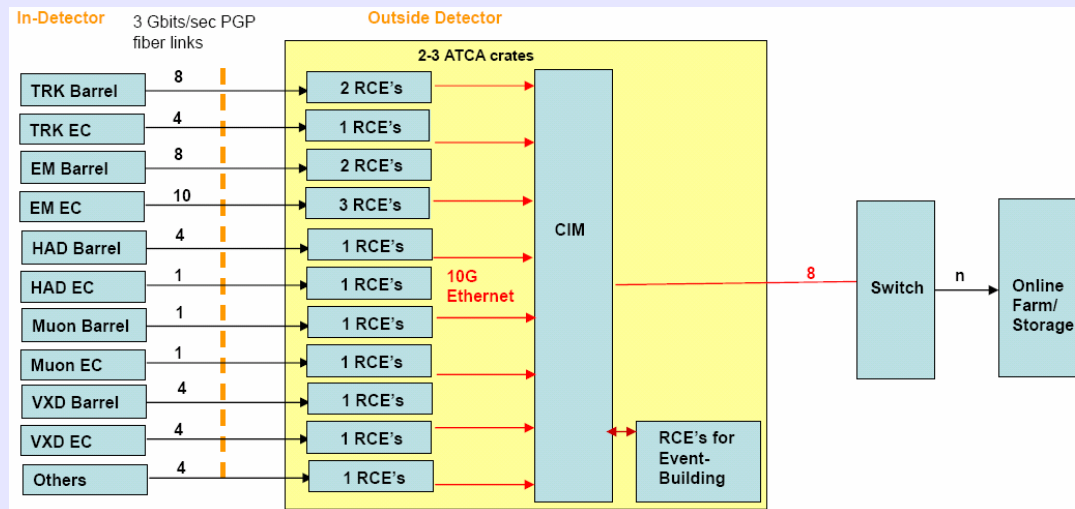 In-Detector
3 Gbits/sec PGP
fiber links
Outside Detector
2-3 ATCA crates
TRK Barrel
8
2 RCE's
TRK EC
4
1 RCE's
EM Barrel
8
2 RCE's
EM EC
10
3 RCE's
HAD Barrel
4
1 RCE's
HAD EC
1
1 RCE's
Muon Barrel
1
1 RCE's
Muon EC
1
1 RCE's
VXD Barrel
4
1 RCE's
VXD EC
4
1 RCE's
Others
4
1 RCE's
10G
Ethernet
CIM
RCE's for
Event-
Building
8
Switch
n
Online
Farm/
Storage